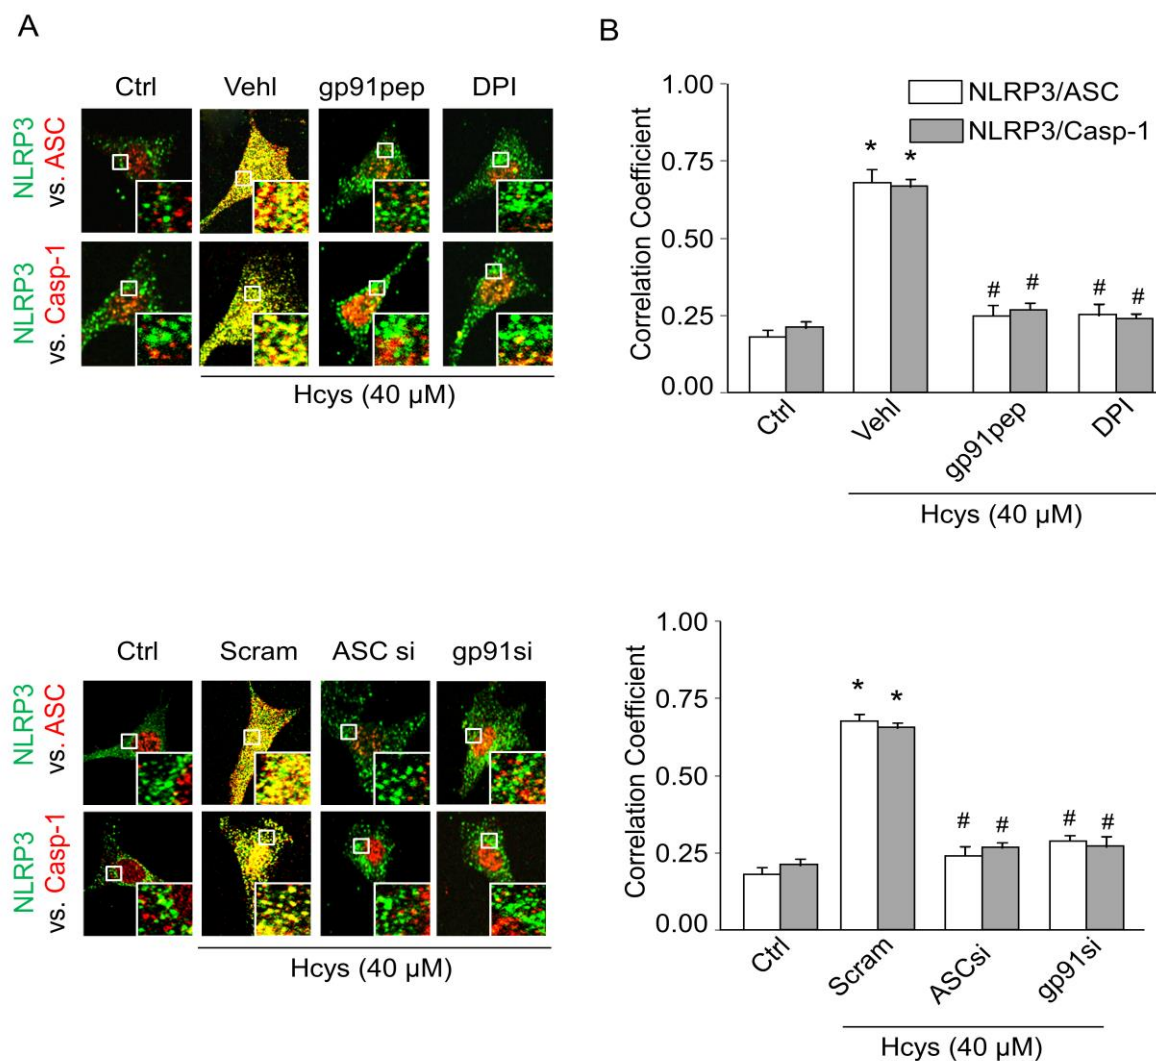 A
Ctrl Vehl gp91pep DPI
NLRP3
vs. ASC
NLRP3
vs. Casp-1
Hcys (40 µM)
Ctrl Scram ASC si gp91si
NLRP3
vs. ASC
NLRP3
vs. Casp-1
Hcys (40 µM)
B
Correlation Coefficient
1.00
0.75
0.50
0.25
0.00
NLRP3/ASC
NLRP3/Casp-1
* *
# # # #
Ctrl Vehl gp91pep DPI
Hcys (40 µM)
Correlation Coefficient
1.00
0.75
0.50
0.25
0.00
* *
# # # #
Ctrl Scram ASCsi gp91si
Hcys (40 µM)